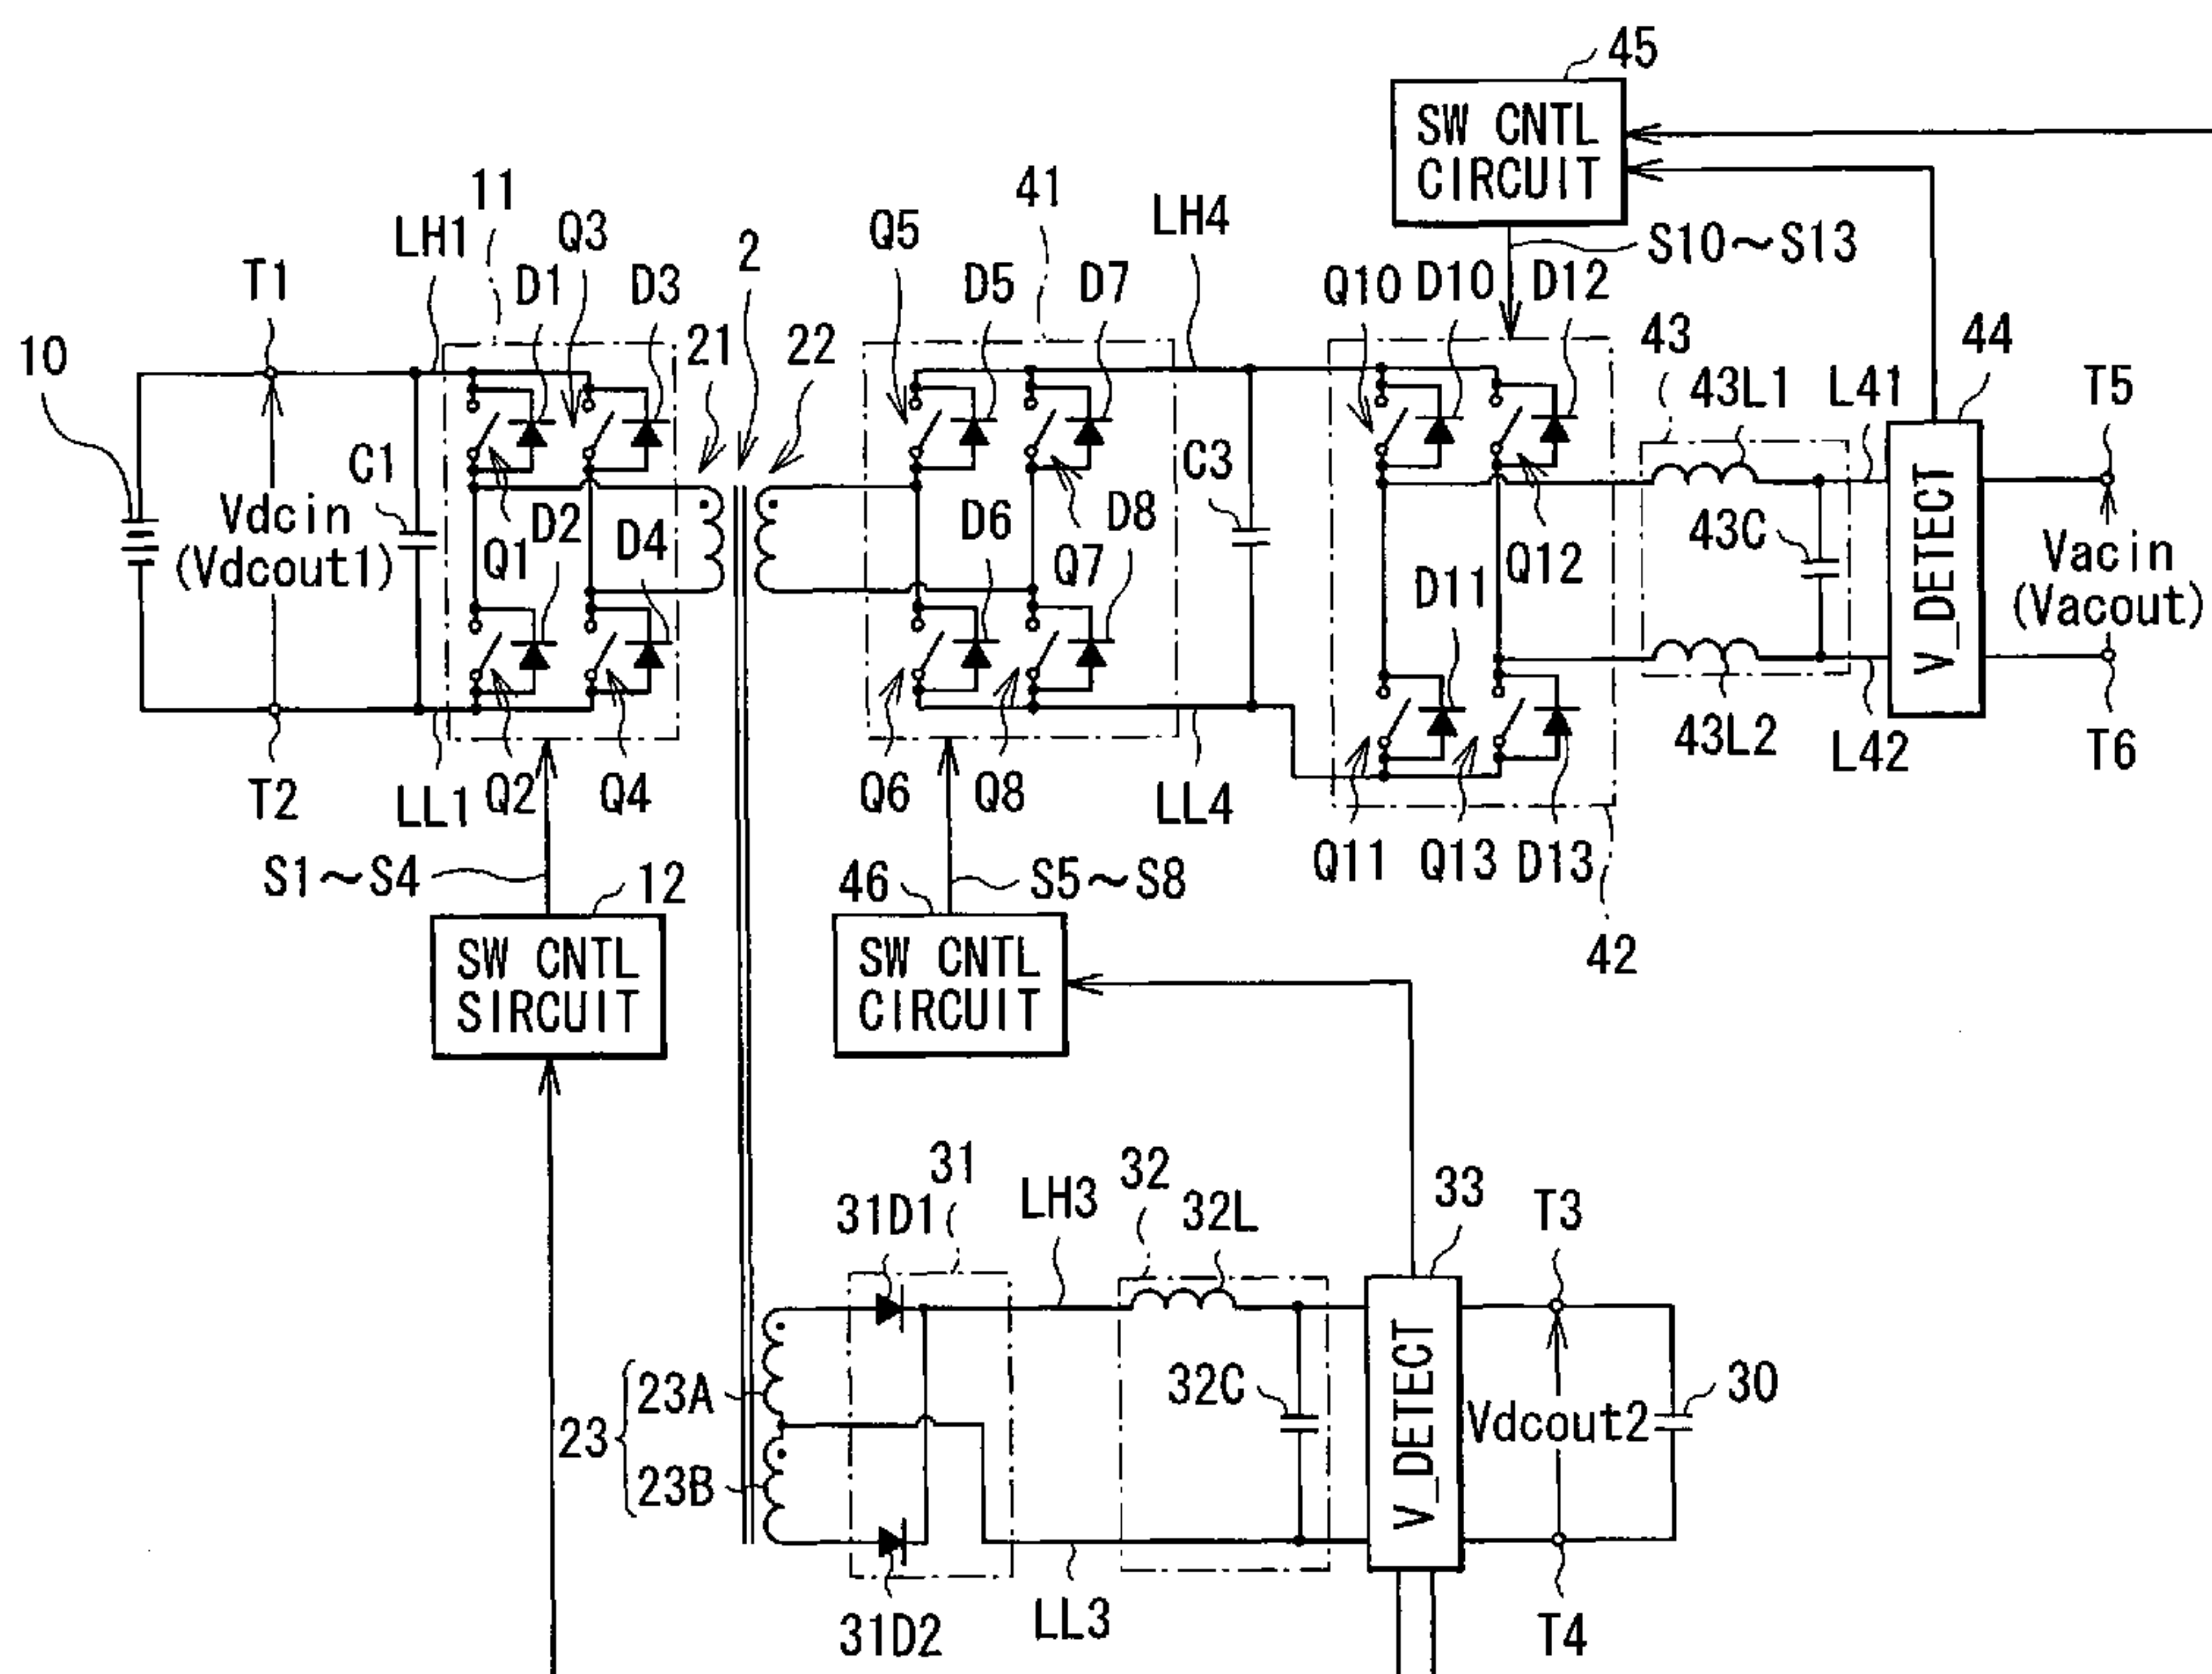 45
SW CNTL
CIRCUIT
S10～S13
11
Q3
LH1
D1
D3
T1
2
21
22
10
C1
Vdcin
(Vdcout1)
Q1
D2
D4
T2
LL1
Q2
Q4
41
LH4
Q5
D5
D7
C3
D6
D8
Q7
Q6
Q8
LL4
Q10
D10
D12
43
43L1
L41
44
T5
43C
V_DETECT
Vacin
(Vacout)
Q12
D11
43L2
L42
T6
Q11
Q13
D13
42
S1～S4
12
SW CNTL
SIRCUIT
46
S5～S8
SW CNTL
CIRCUIT
31
31D1
LH3
32
32L
33
T3
23
23A
23B
32C
V_DETECT
Vdcout2
30
31D2
LL3
T4